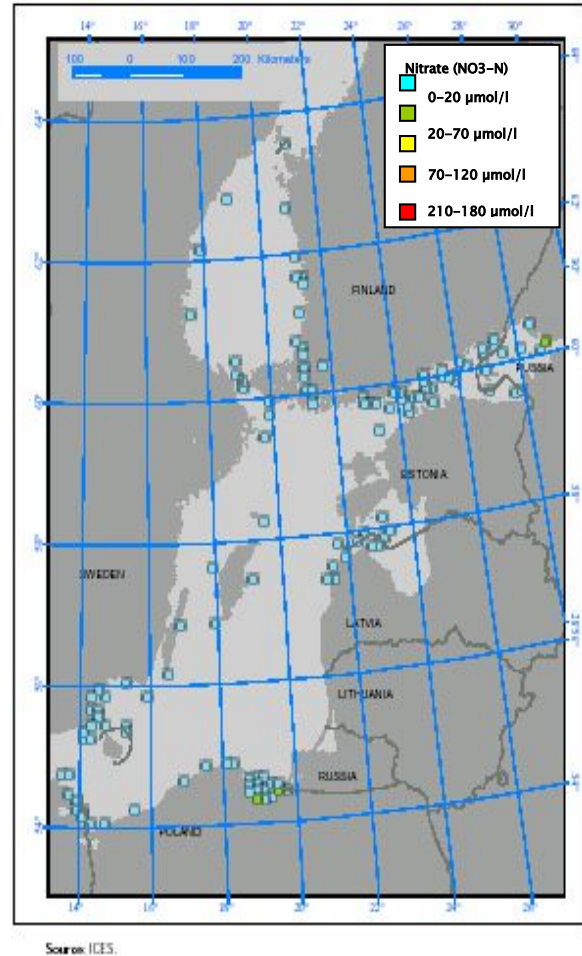 14° 16° 18° 20° 22° 24° 26° 28° 30°
100 0 100 200 Kilometers
Nitrate (NO3-N)
0-20 µmol/l
20-70 µmol/l
70-120 µmol/l
210-180 µmol/l
FINLAND
RUSSIA
ESTONIA
SWEDEN
LATVIA
LITHUANIA
RUSSIA
POLAND
14° 16° 18° 20° 22° 24° 26° 28°
Source: ICES.